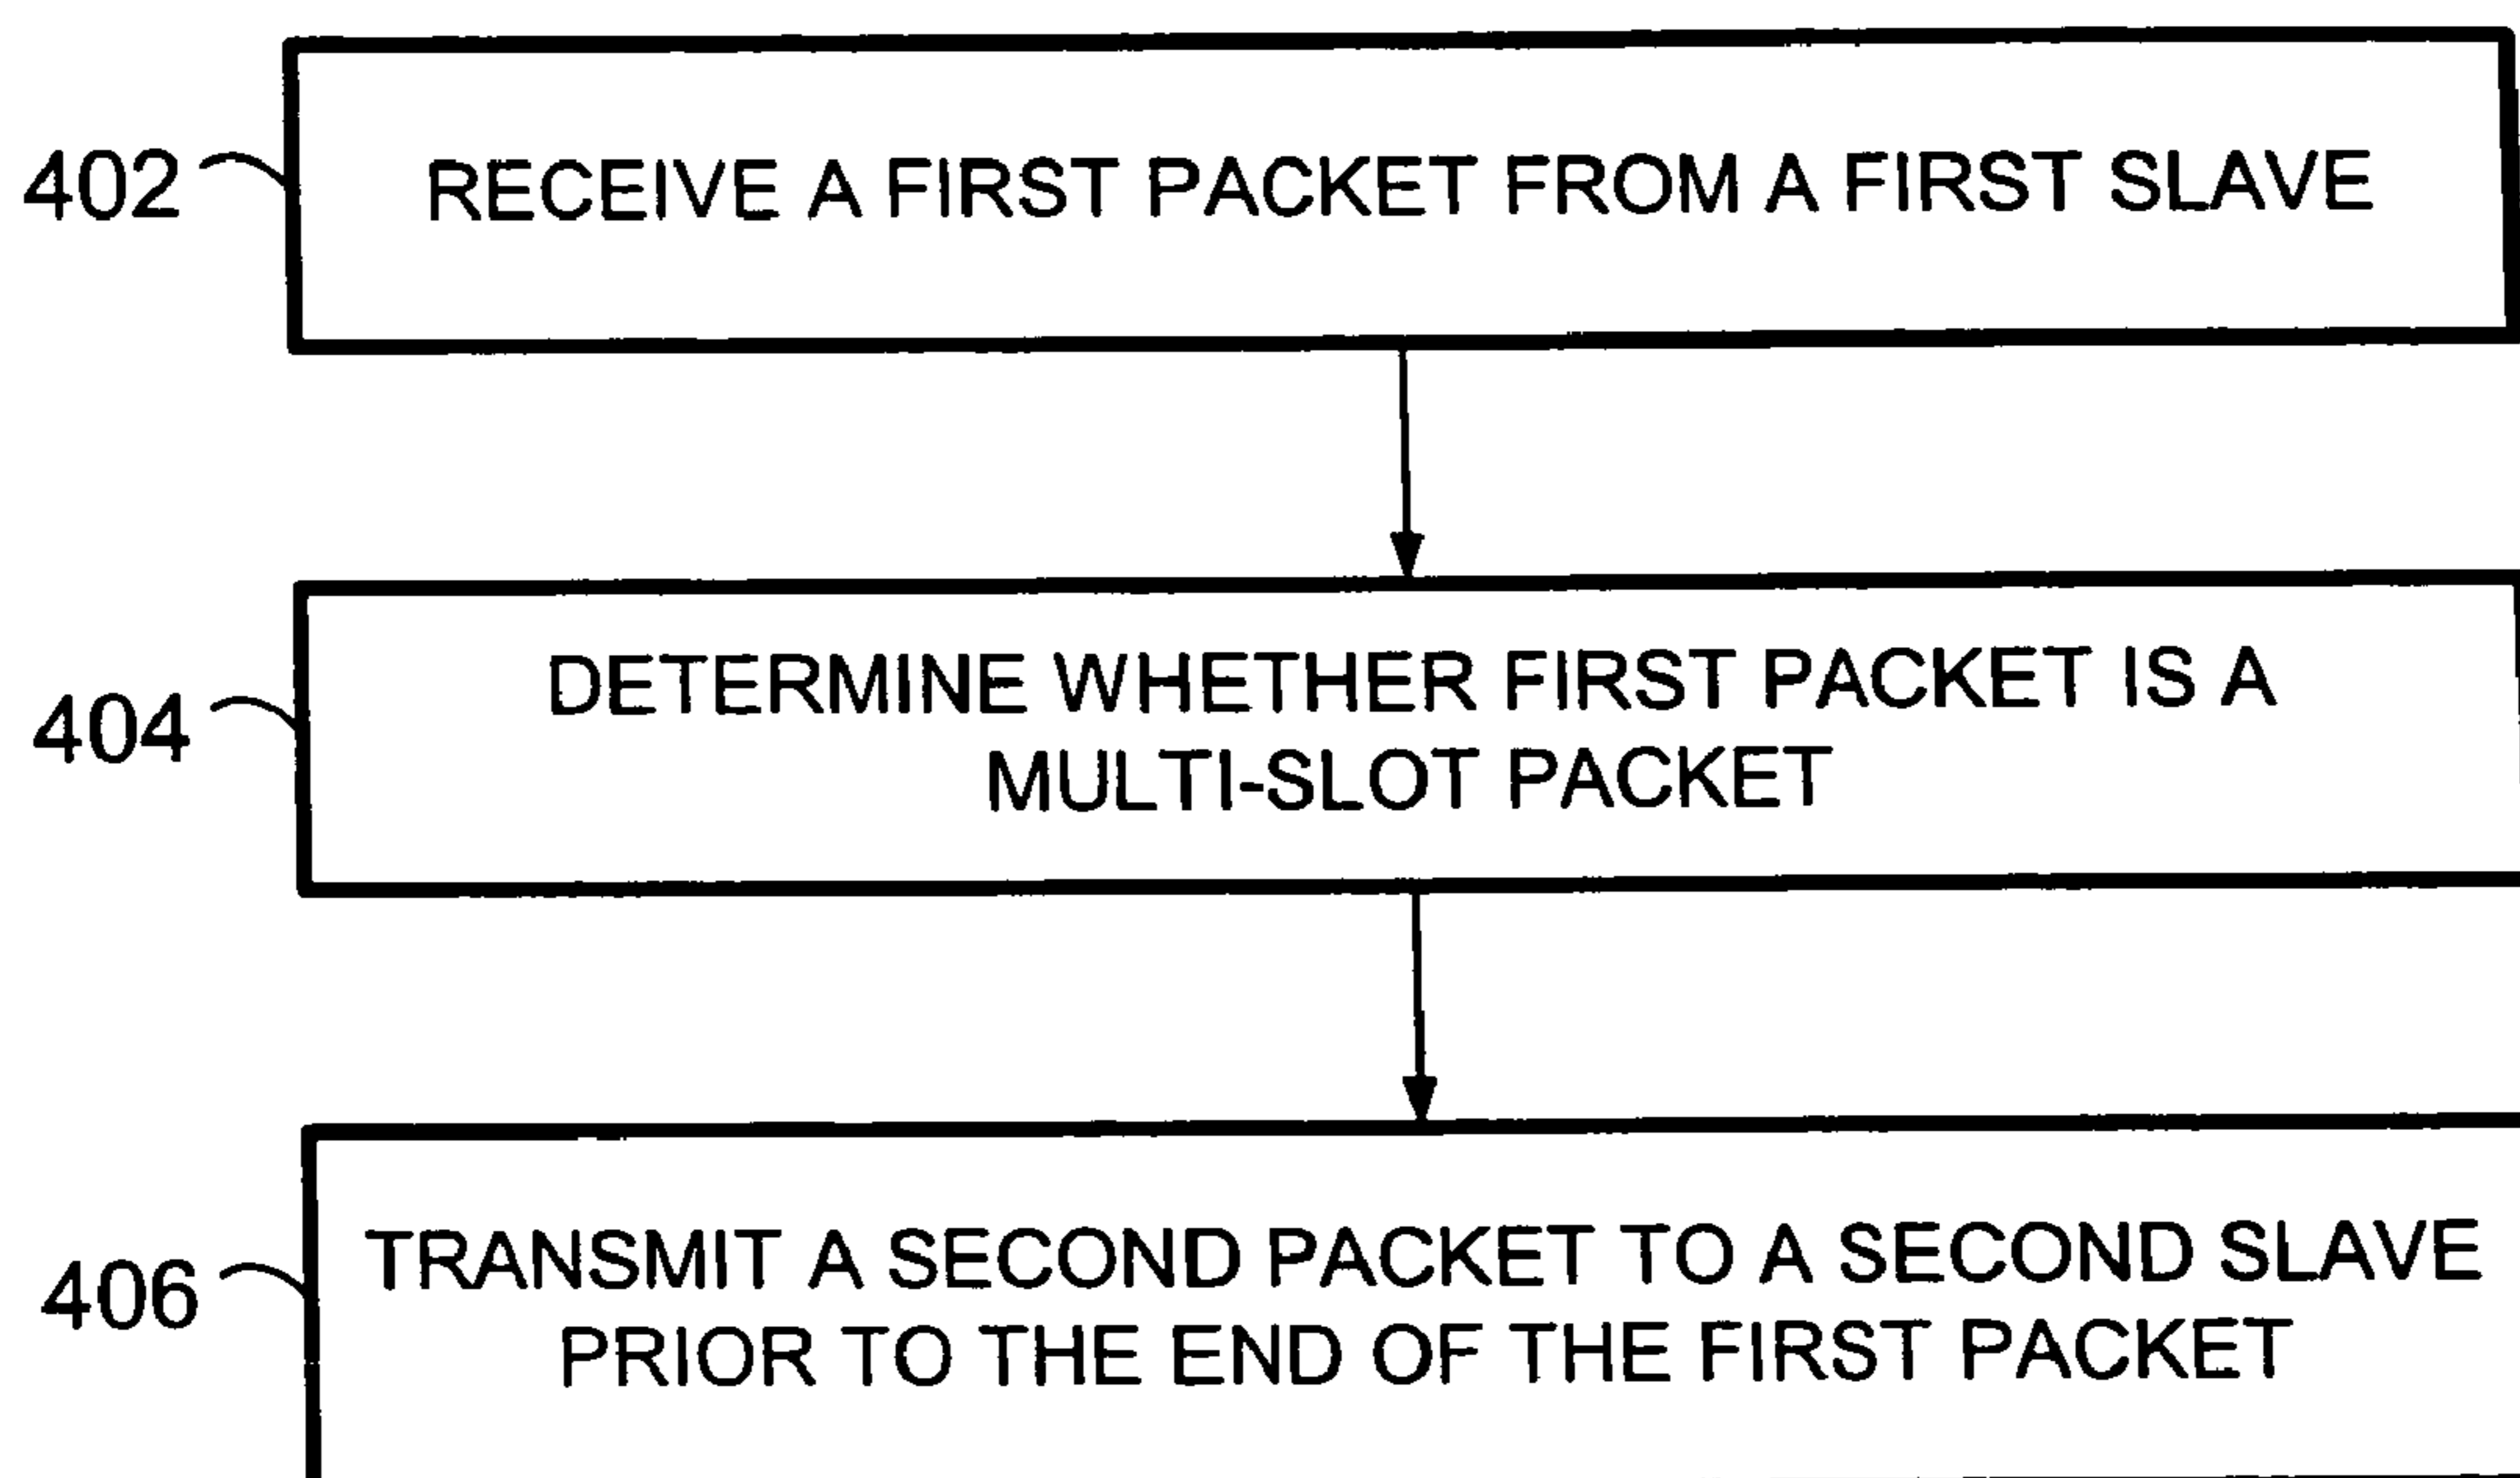 402 RECEIVE A FIRST PACKET FROM A FIRST SLAVE
404 DETERMINE WHETHER FIRST PACKET IS A
MULTI-SLOT PACKET
406 TRANSMIT A SECOND PACKET TO A SECOND SLAVE
PRIOR TO THE END OF THE FIRST PACKET